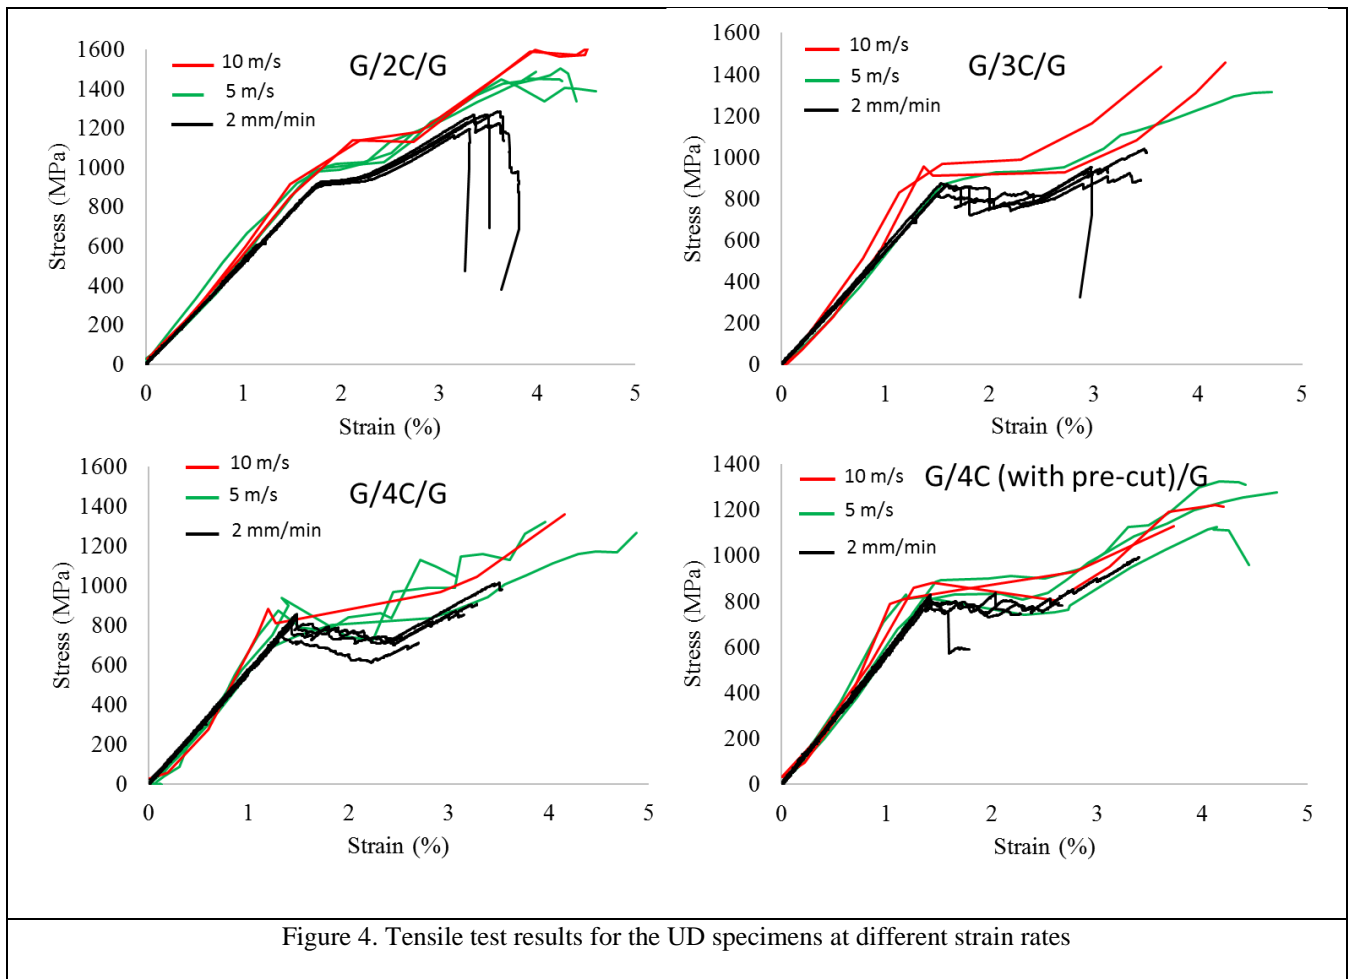 G/2C/G
10 m/s
5 m/s
2 mm/min
Stress (MPa)
1600
1400
1200
1000
800
600
400
200
0
0 1 2 3 4 5
Strain (%)
G/3C/G
10 m/s
5 m/s
2 mm/min
Stress (MPa)
1600
1400
1200
1000
800
600
400
200
0
0 1 2 3 4 5
Strain (%)
G/4C/G
10 m/s
5 m/s
2 mm/min
Stress (MPa)
1600
1400
1200
1000
800
600
400
200
0
0 1 2 3 4 5
Strain (%)
G/4C (with pre-cut)/G
10 m/s
5 m/s
2 mm/min
Stress (MPa)
1400
1200
1000
800
600
400
200
0
0 1 2 3 4 5
Strain (%)
Figure 4. Tensile test results for the UD specimens at different strain rates